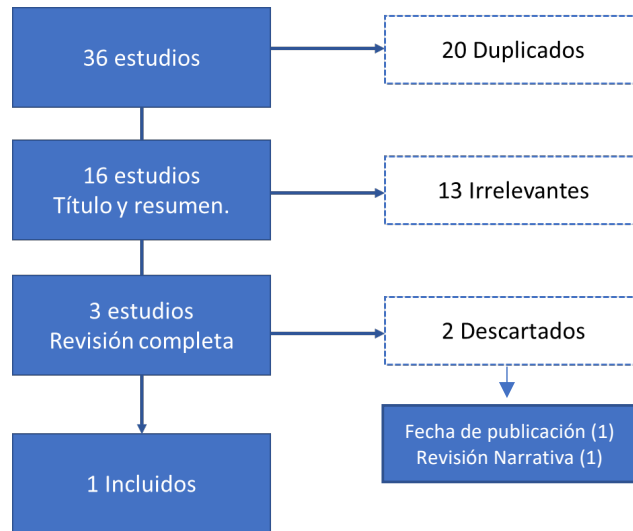 36 estudios
20 Duplicados
16 estudios
Título y resumen.
13 Irrelevantes
3 estudios
Revisión completa
2 Descartados
Fecha de publicación (1)
Revisión Narrativa (1)
1 Incluidos